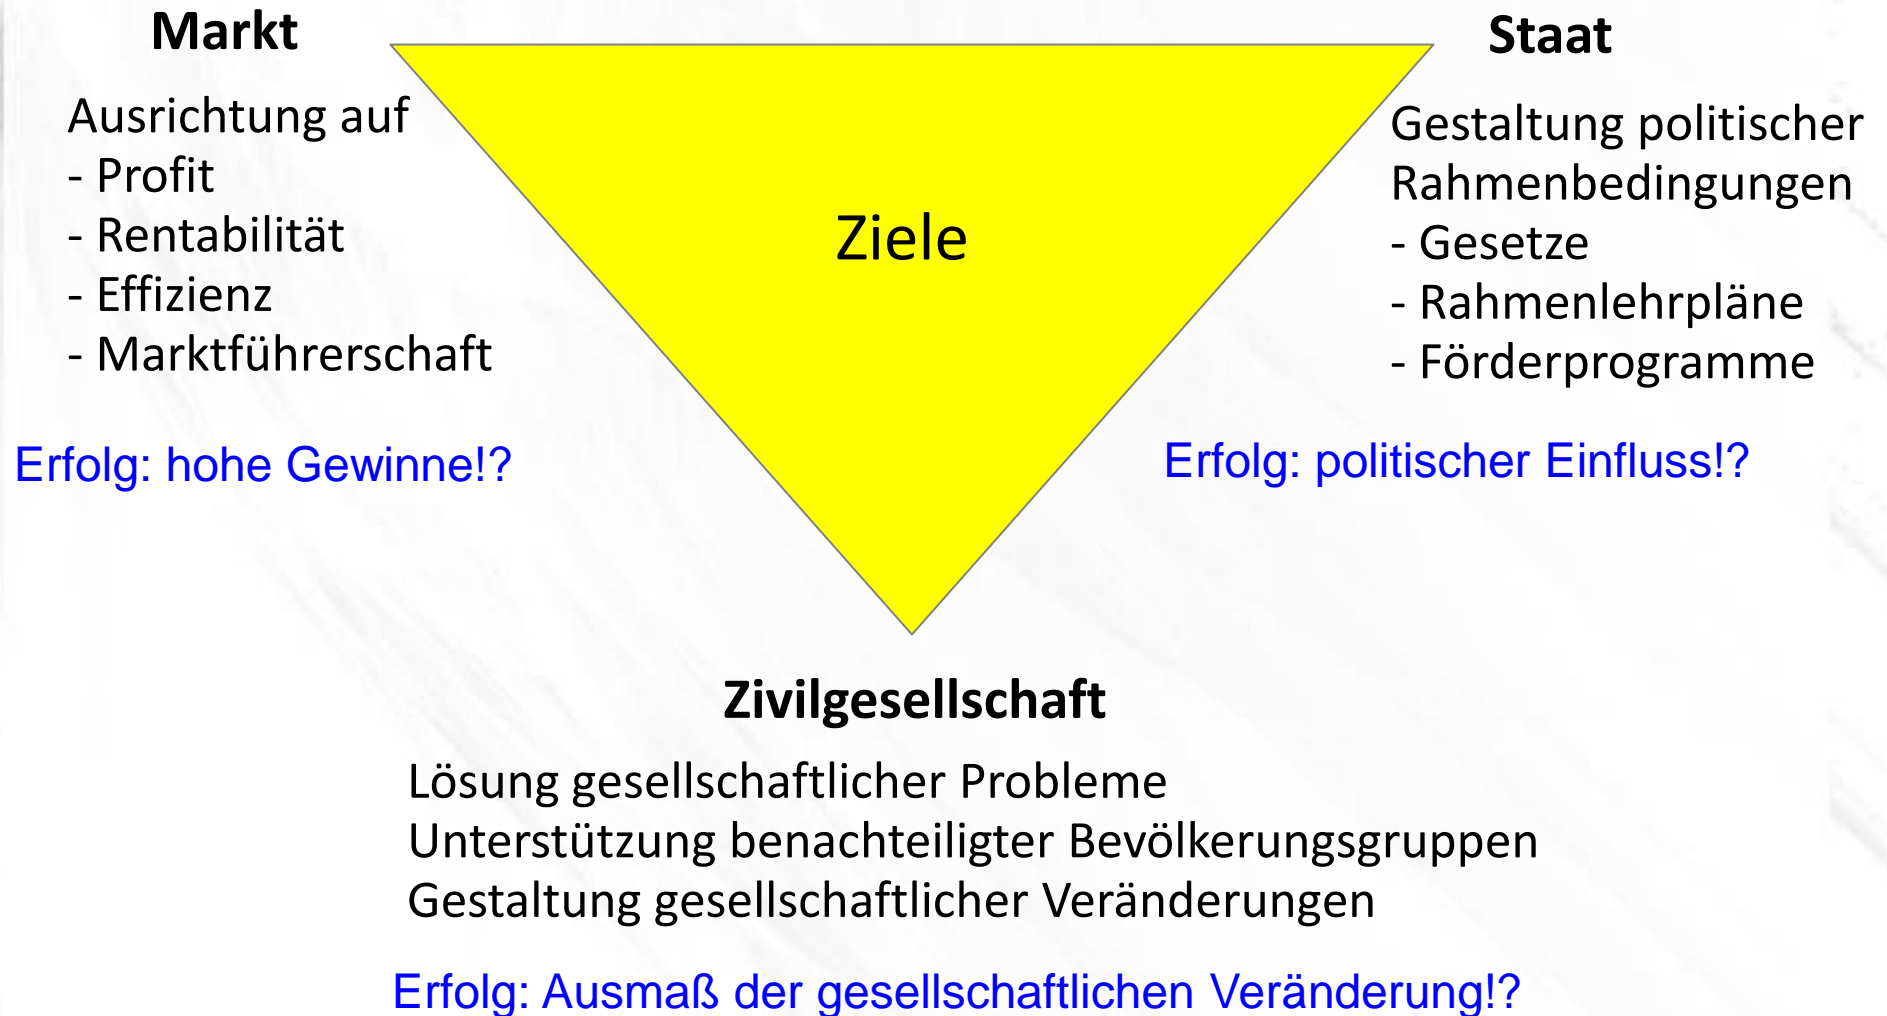 Markt
Ausrichtung auf
- Profit
- Rentabilität
- Effizienz
- Marktführerschaft
Erfolg: hohe Gewinne!?
Ziele
Staat
Gestaltung politischer
Rahmenbedingungen
- Gesetze
- Rahmenlehrpläne
- Förderprogramme
Erfolg: politischer Einfluss!?
Zivilgesellschaft
Lösung gesellschaftlicher Probleme
Unterstützung benachteiligter Bevölkerungsgruppen
Gestaltung gesellschaftlicher Veränderungen
Erfolg: Ausmaß der gesellschaftlichen Veränderung!?